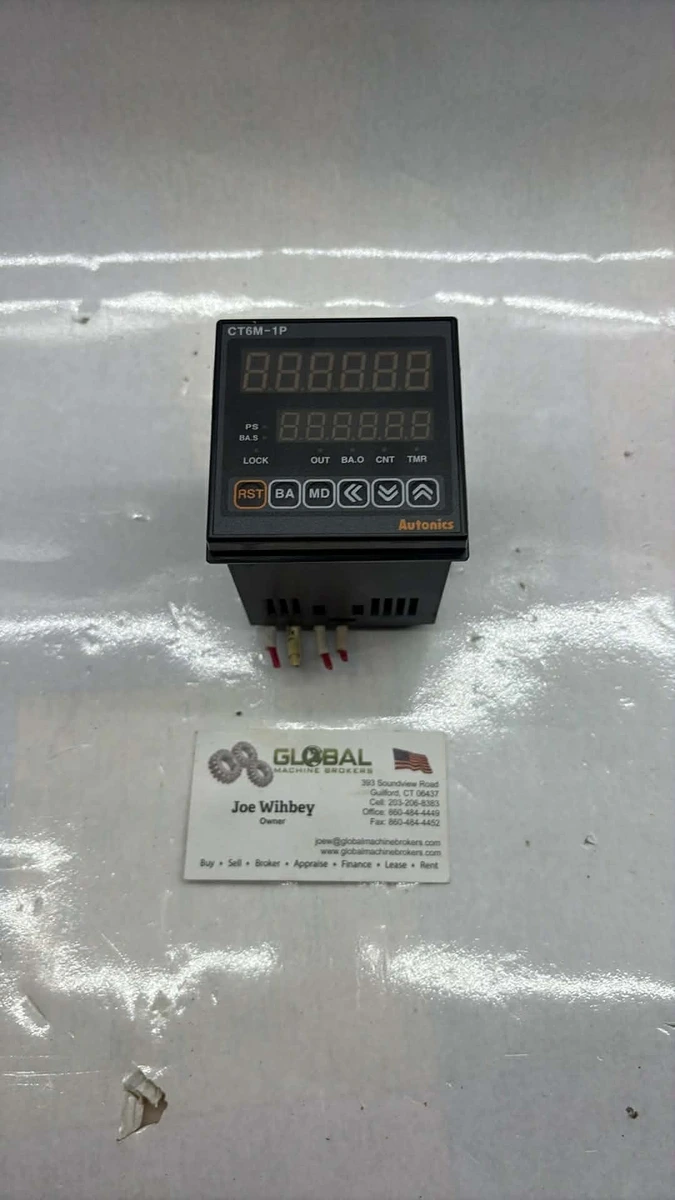 CT6M-1P
PS
BA.S
LOCK OUT BA.O CNT TMR
RST BA MD
Autonics
GLOBAL
MACHINE BROKERS
Joe Wihbey
Owner
393 Soundview Road
Guilford, CT 06437
Cell: 203-206-8383
Office: 860-484-4449
Fax: 860-484-4452
joew@globalmachinebrokers.com
www.globalmachinebrokers.com
Buy • Sell • Broker • Appraise • Finance • Lease • Rent